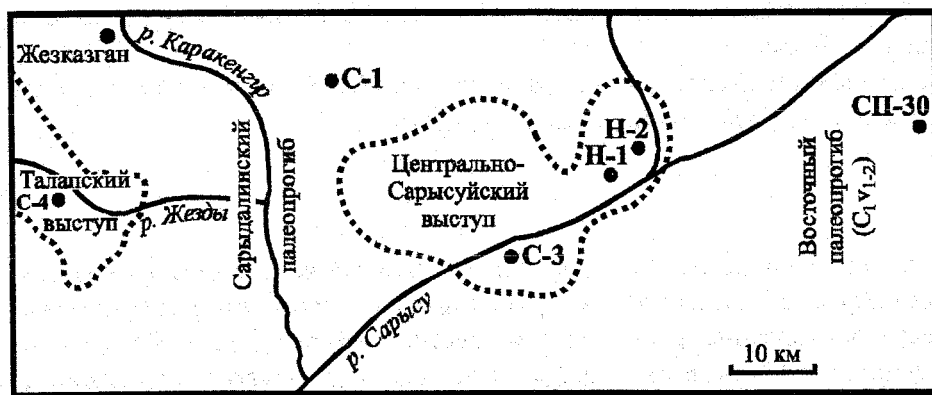 Жезказган
р. Каракенгир
С-1
СП-30
Н-2
Н-1
Центрально-
Сарысуйский
выступ
Талапский
С-4
выступ
р. Жезды
Сарыдалинский
палеопрогиб
С-3
р. Сарысу
Восточный
палеопрогиб
(C₁ v₁₋₂)
10 км